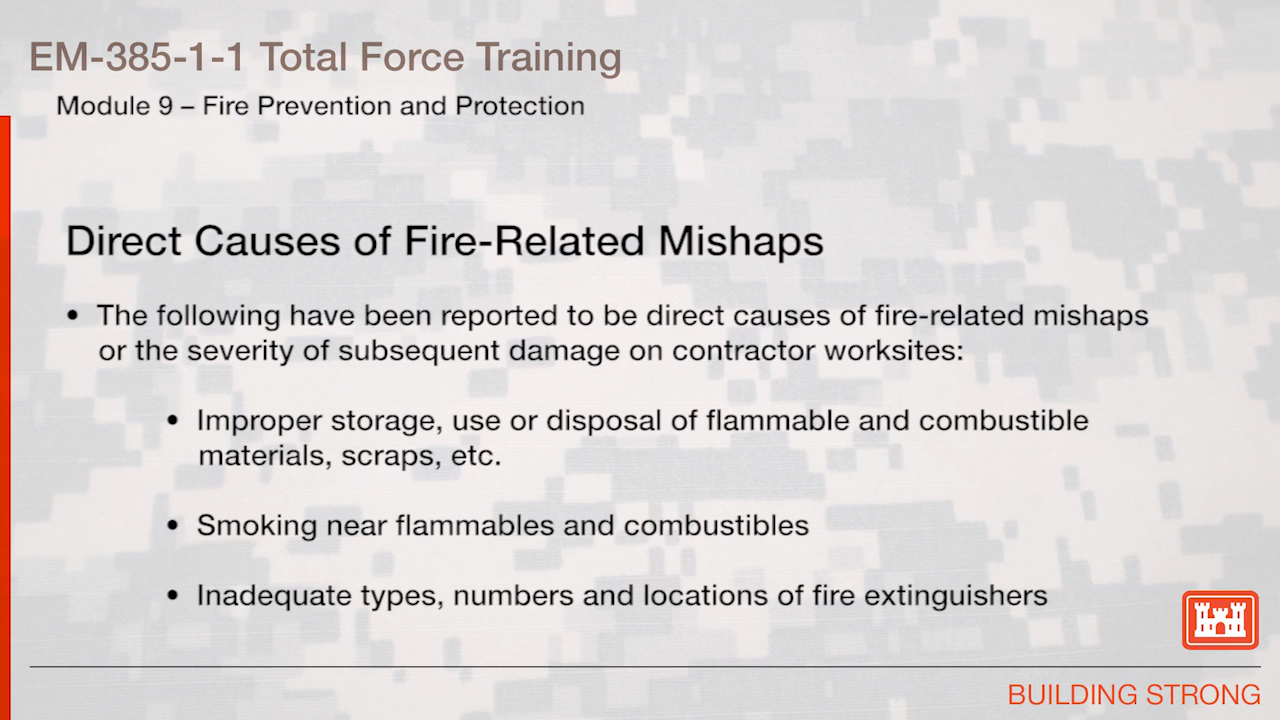 EM-385-1-1 Total Force Training
Module 9 – Fire Prevention and Protection
Direct Causes of Fire-Related Mishaps
• The following have been reported to be direct causes of fire-related mishaps
or the severity of subsequent damage on contractor worksites:
• Improper storage, use or disposal of flammable and combustible
materials, scraps, etc.
• Smoking near flammables and combustibles
• Inadequate types, numbers and locations of fire extinguishers
BUILDING STRONG